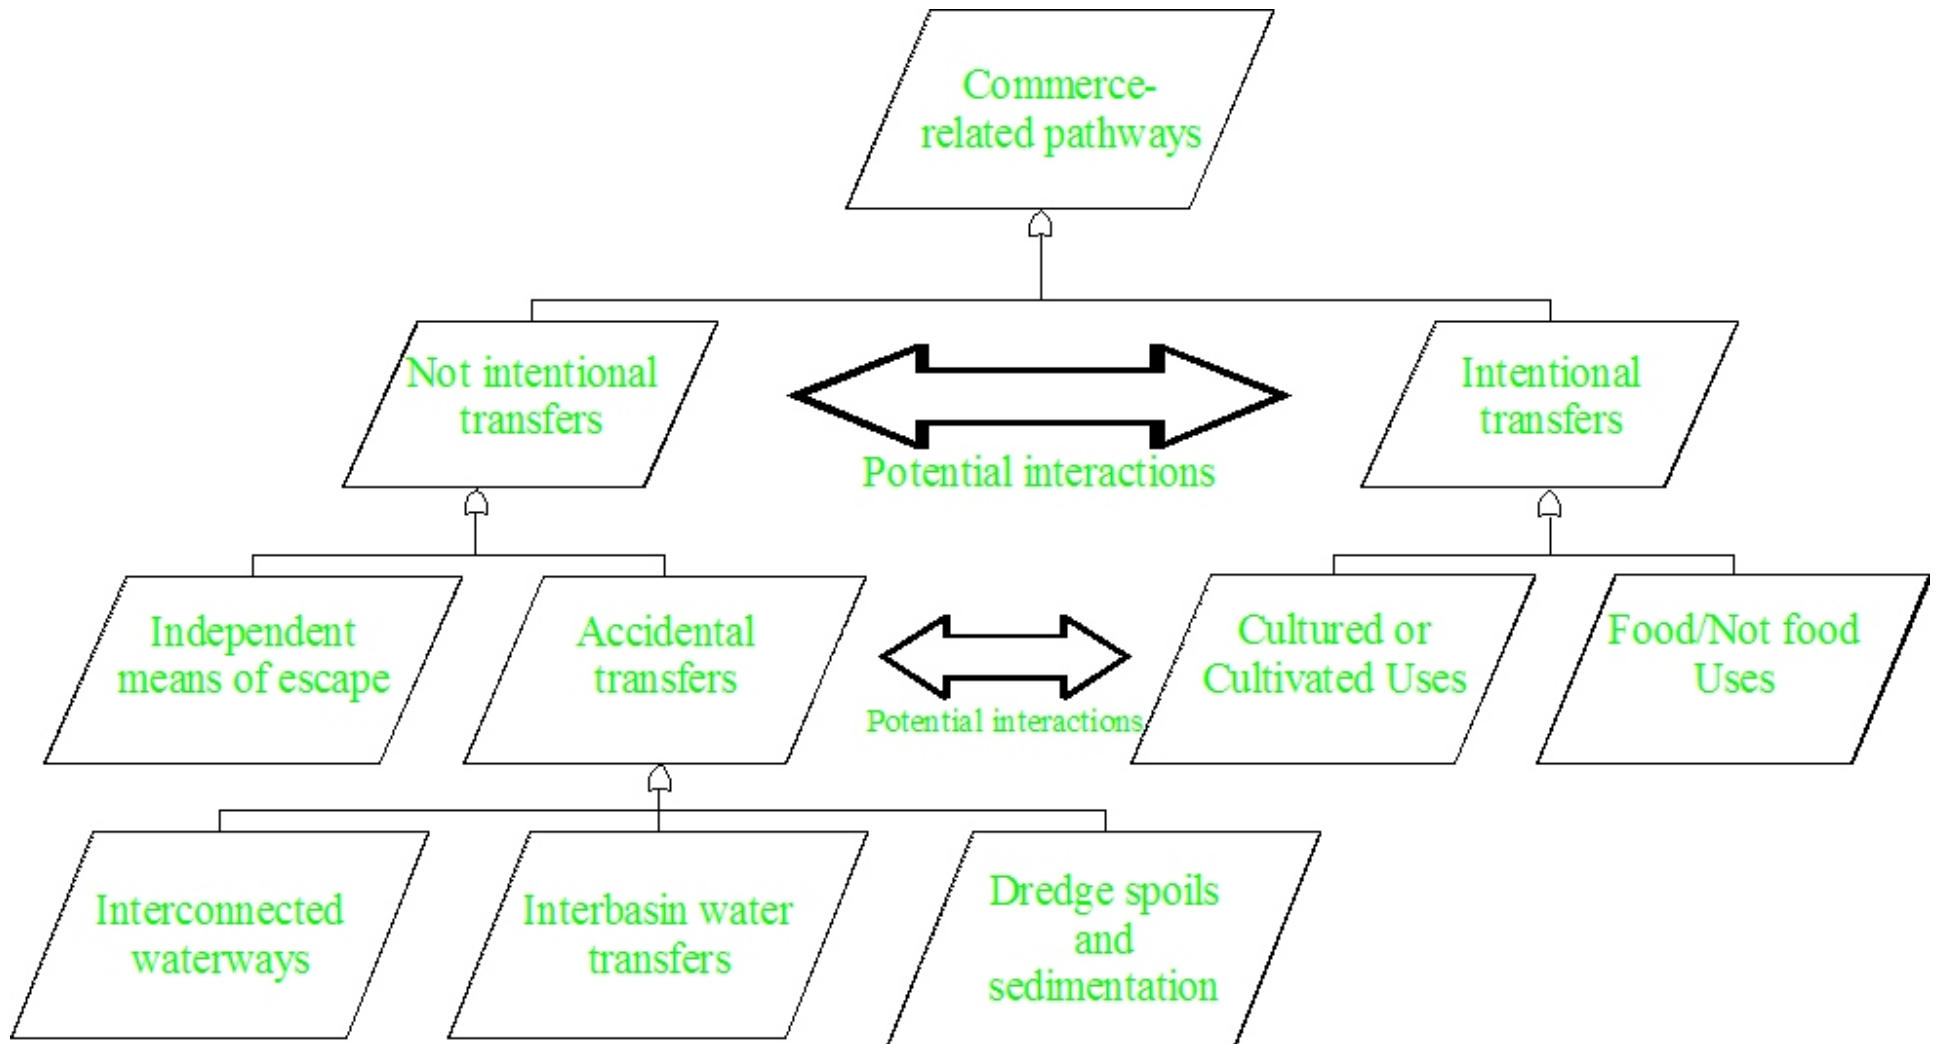 Commerce-
related pathways
Not intentional
transfers
Potential interactions
Intentional
transfers
Independent
means of escape
Accidental
transfers
Potential interactions
Cultured or
Cultivated Uses
Food/Not food
Uses
Interconnected
waterways
Interbasin water
transfers
Dredge spoils
and
sedimentation